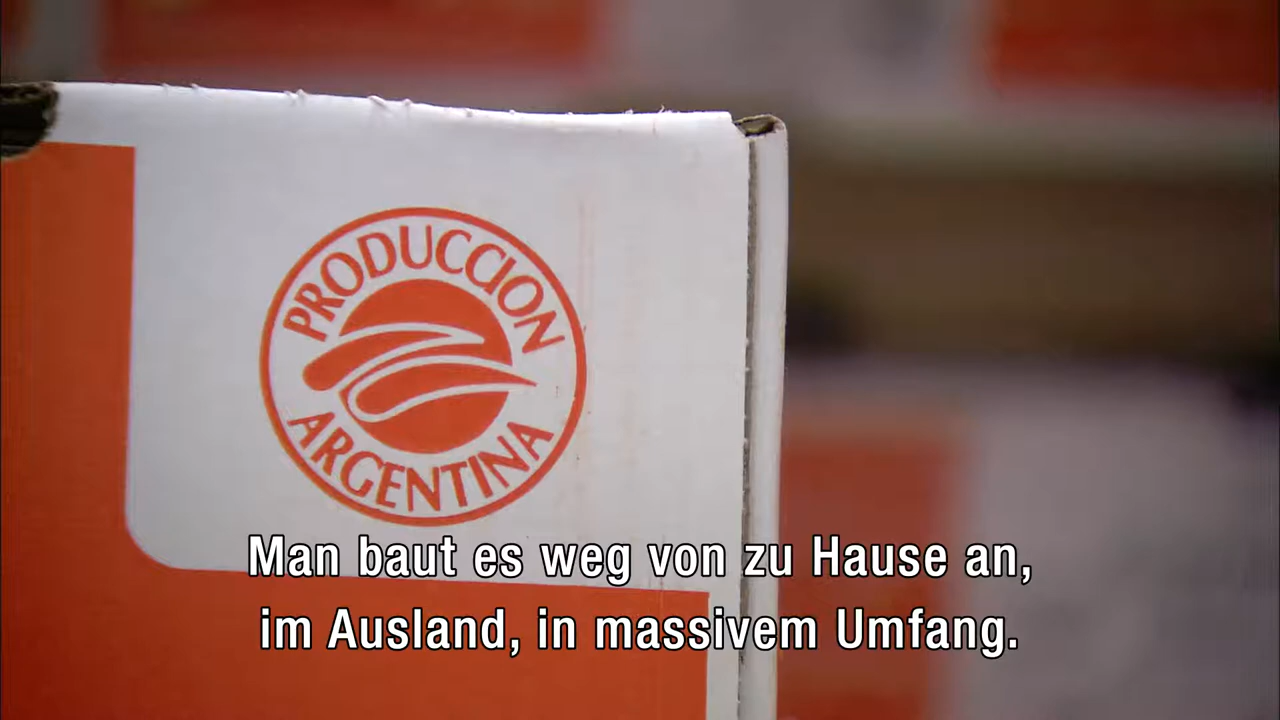 PRODUCCION
ARGENTINA
Man baut es weg von zu Hause an,
im Ausland, in massivem Umfang.